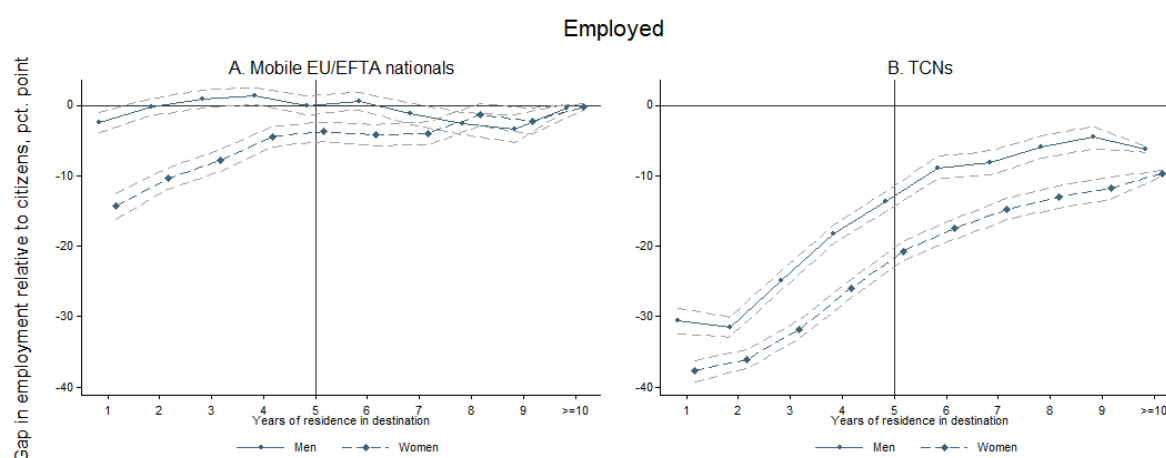 Employed
Gap in employment relative to citizens, pct. point
A. Mobile EU/EFTA nationals
0
-10
-20
-30
-40
1 2 3 4 5 6 7 8 9 >=10
Years of residence in destination
Men Women
B. TCNs
0
-10
-20
-30
-40
1 2 3 4 5 6 7 8 9 >=10
Years of residence in destination
Men Women